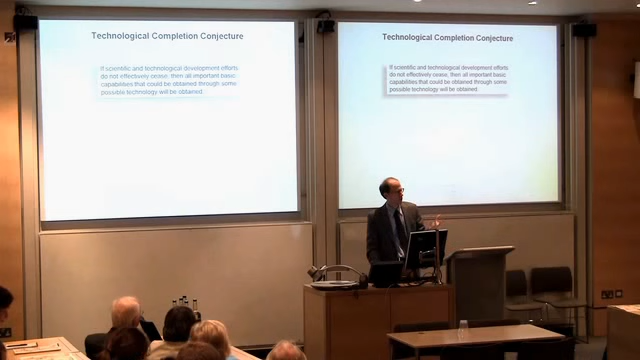 Technological Completion Conjecture
If scientific and technological development efforts
do not effectively cease, then all important basic
capabilities that could be obtained through some
possible technology will be obtained.
Technological Completion Conjecture
If scientific and technological development efforts
do not effectively cease, then all important basic
capabilities that could be obtained through some
possible technology will be obtained.